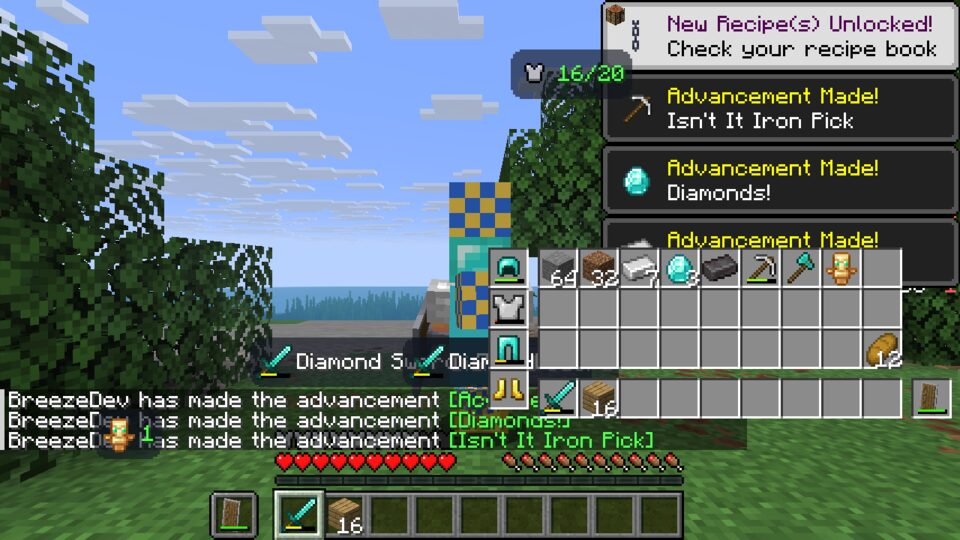 New Recipe(s) Unlocked!
Check your recipe book
16/20
Advancement Made!
Isn't It Iron Pick
Advancement Made!
Diamonds!
Advancement Made!
64
32
7
3
12
Diamond
16
BreezeDev has made the advancement
BreezeDev has made the advancement [Diamonds!]
1
has made the advancement [Isn't It Iron Pick]
16